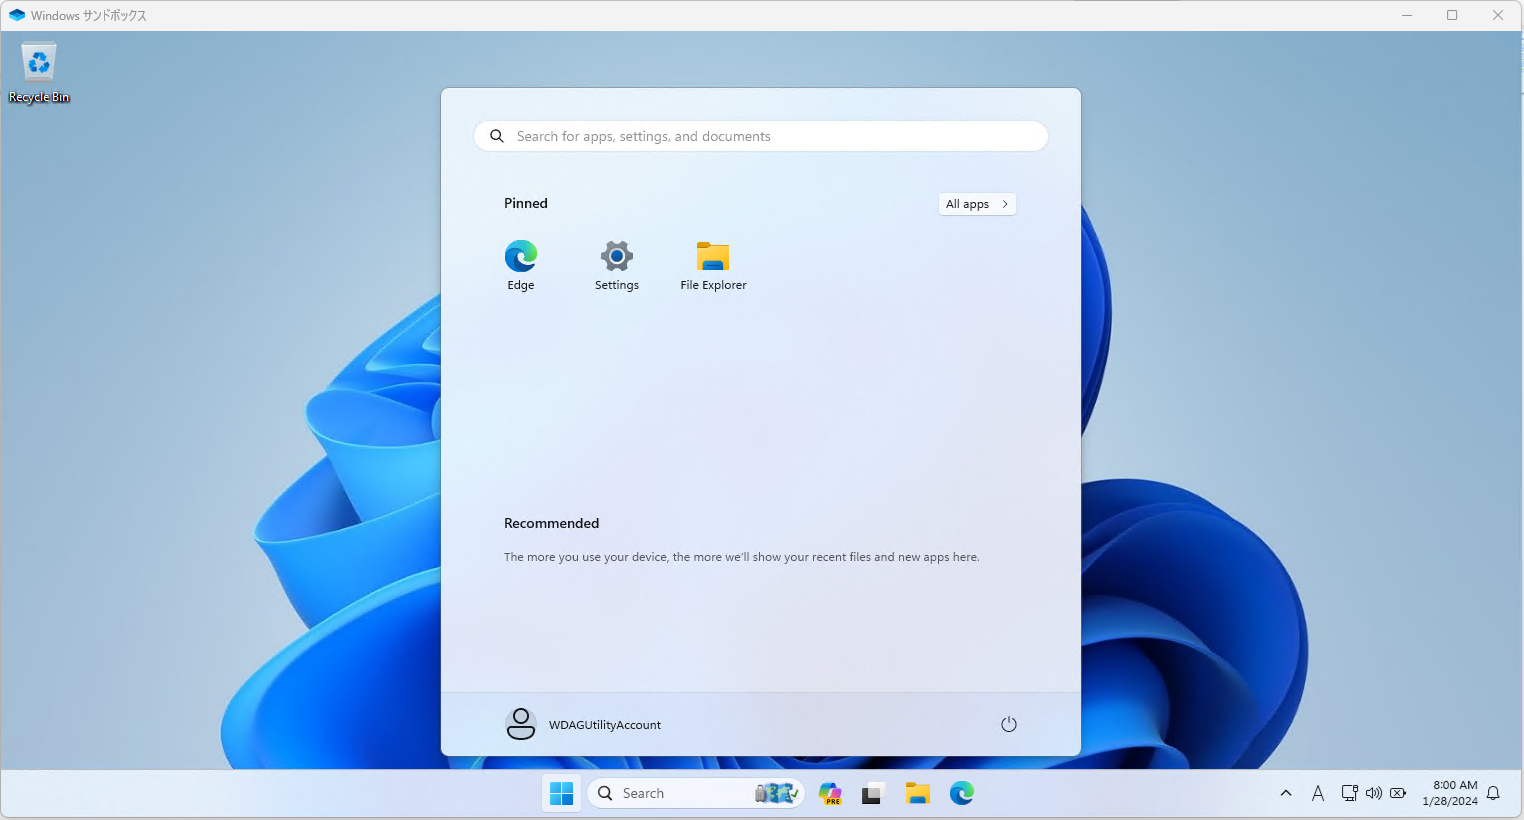 Windows サンドボックス
Recycle Bin
Search for apps, settings, and documents
Pinned
All apps
Edge
Settings
File Explorer
Recommended
The more you use your device, the more we'll show your recent files and new apps here.
WDAGUtilityAccount
Search
PRE
A
8:00 AM
1/28/2024